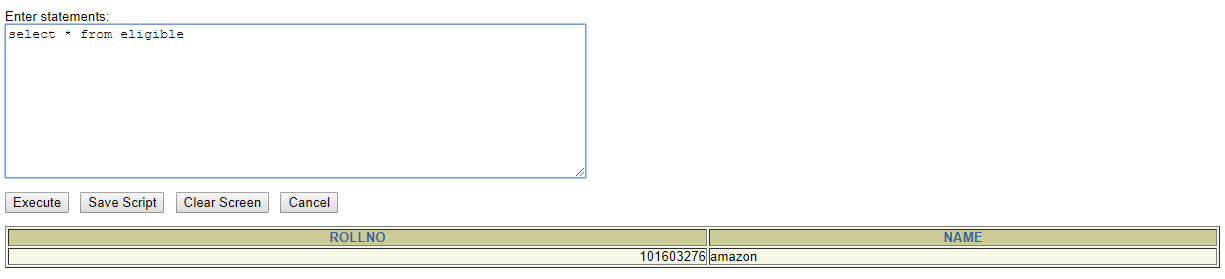 Enter statements:
select * from eligible
Execute Save Script Clear Screen Cancel
ROLLNO NAME
101603276 amazon